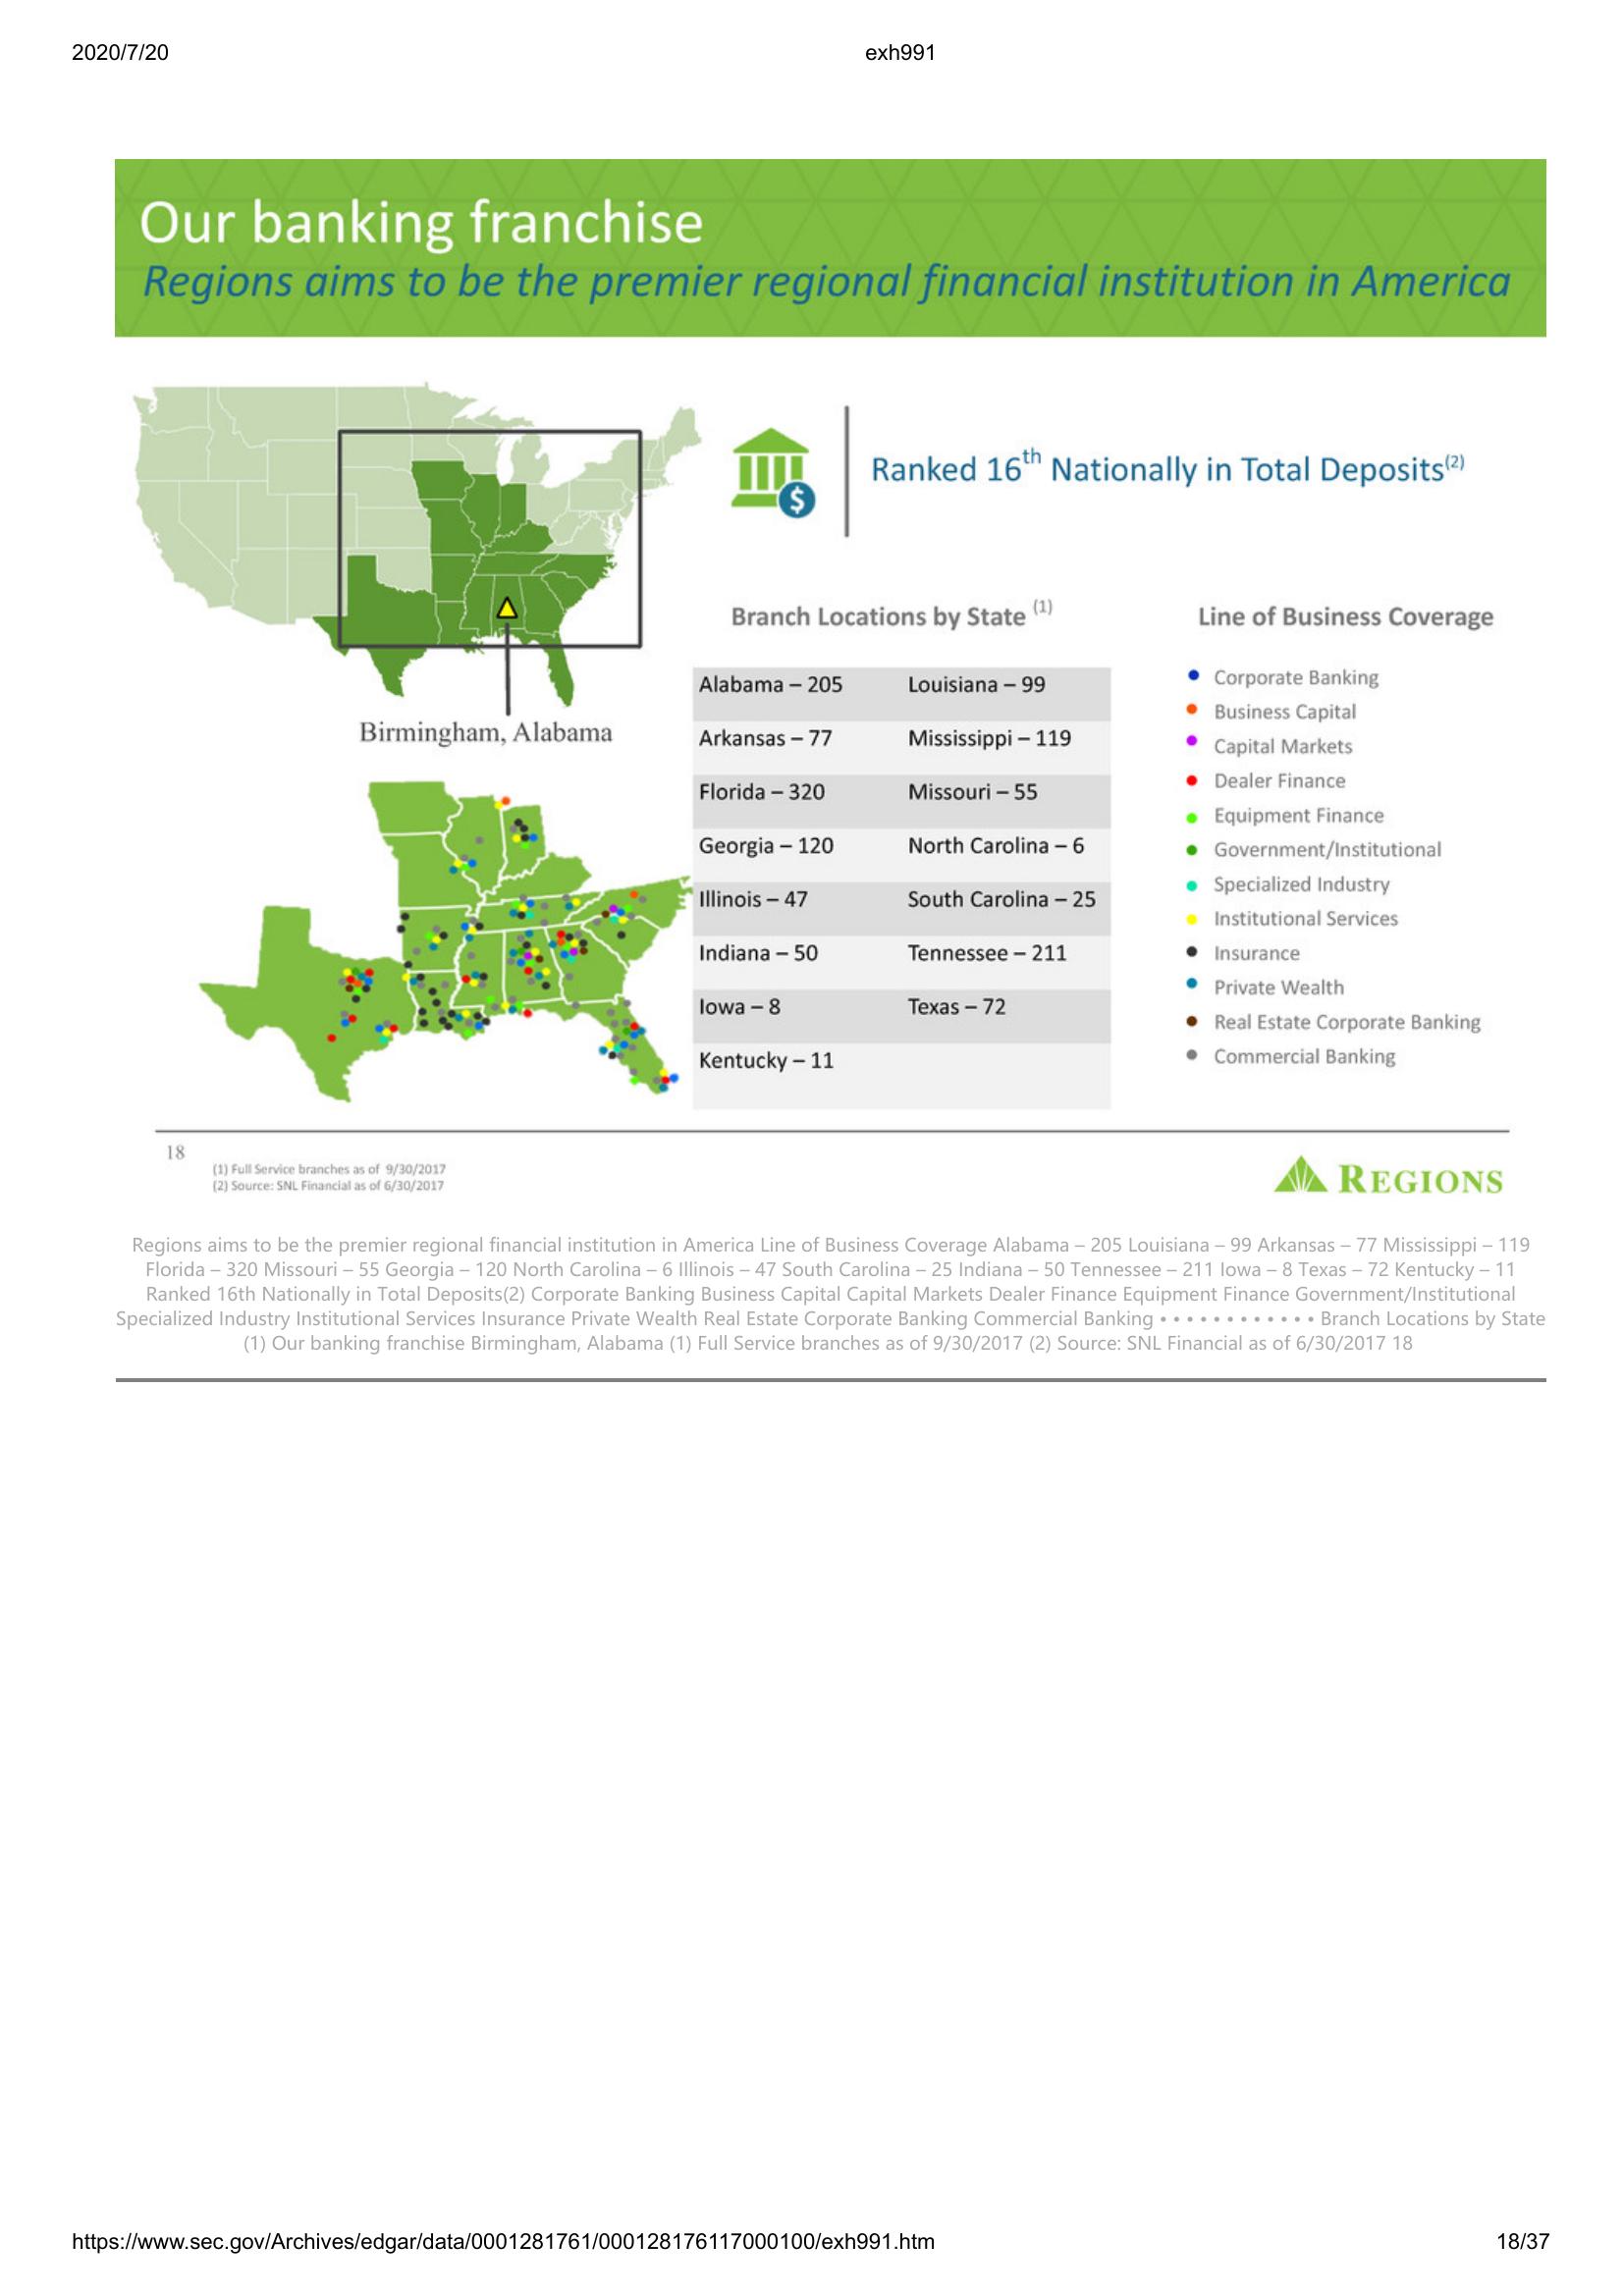 2020/7/20
exh991
Our banking franchise
Regions aims to be the premier regional financial institution in America
Ranked 16th Nationally in Total Deposits(2)
Birmingham, Alabama
Branch Locations by State (1)
Alabama – 205 Louisiana – 99
Arkansas – 77 Mississippi – 119
Florida – 320 Missouri – 55
Georgia – 120 North Carolina – 6
Illinois – 47 South Carolina – 25
Indiana – 50 Tennessee – 211
Iowa – 8 Texas – 72
Kentucky – 11
Line of Business Coverage
Corporate Banking
Business Capital
Capital Markets
Dealer Finance
Equipment Finance
Government/Institutional
Specialized Industry
Institutional Services
Insurance
Private Wealth
Real Estate Corporate Banking
Commercial Banking
18
(1) Full Service branches as of 9/30/2017
(2) Source: SNL Financial as of 6/30/2017
REGIONS
Regions aims to be the premier regional financial institution in America Line of Business Coverage Alabama – 205 Louisiana – 99 Arkansas – 77 Mississippi – 119
Florida – 320 Missouri – 55 Georgia – 120 North Carolina – 6 Illinois – 47 South Carolina – 25 Indiana – 50 Tennessee – 211 Iowa – 8 Texas – 72 Kentucky – 11
Ranked 16th Nationally in Total Deposits(2) Corporate Banking Business Capital Capital Markets Dealer Finance Equipment Finance Government/Institutional
Specialized Industry Institutional Services Insurance Private Wealth Real Estate Corporate Banking Commercial Banking • • • • • • • • • • • • Branch Locations by State
(1) Our banking franchise Birmingham, Alabama (1) Full Service branches as of 9/30/2017 (2) Source: SNL Financial as of 6/30/2017 18
https://www.sec.gov/Archives/edgar/data/0001281761/000128176117000100/exh991.htm
18/37